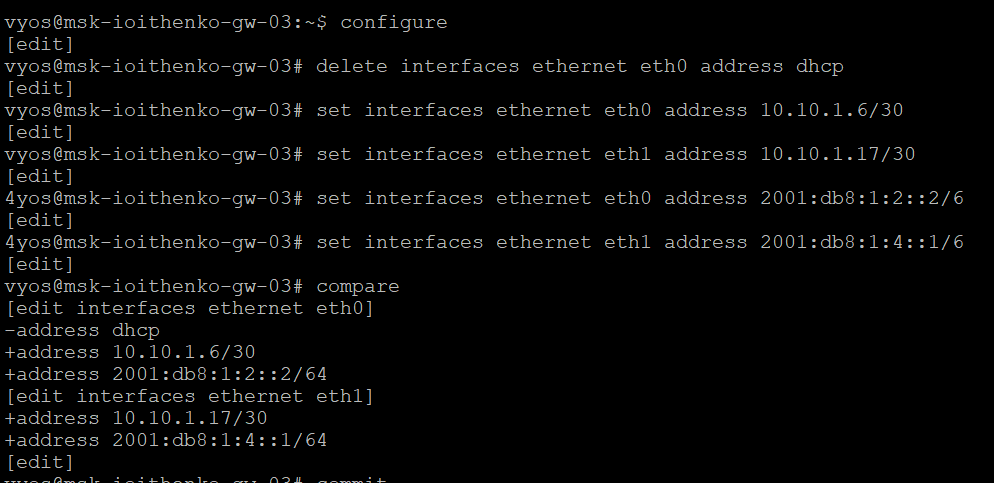 vyos@msk-ioithenko-gw-03:~$ configure
[edit]
vyos@msk-ioithenko-gw-03# delete interfaces ethernet eth0 address dhcp
[edit]
vyos@msk-ioithenko-gw-03# set interfaces ethernet eth0 address 10.10.1.6/30
[edit]
vyos@msk-ioithenko-gw-03# set interfaces ethernet eth1 address 10.10.1.17/30
[edit]
4yos@msk-ioithenko-gw-03# set interfaces ethernet eth0 address 2001:db8:1:2::2/6
[edit]
4yos@msk-ioithenko-gw-03# set interfaces ethernet eth1 address 2001:db8:1:4::1/6
[edit]
vyos@msk-ioithenko-gw-03# compare
[edit interfaces ethernet eth0]
-address dhcp
+address 10.10.1.6/30
+address 2001:db8:1:2::2/64
[edit interfaces ethernet eth1]
+address 10.10.1.17/30
+address 2001:db8:1:4::1/64
[edit]
vyos@msk-ioithenko-gw-03# commit